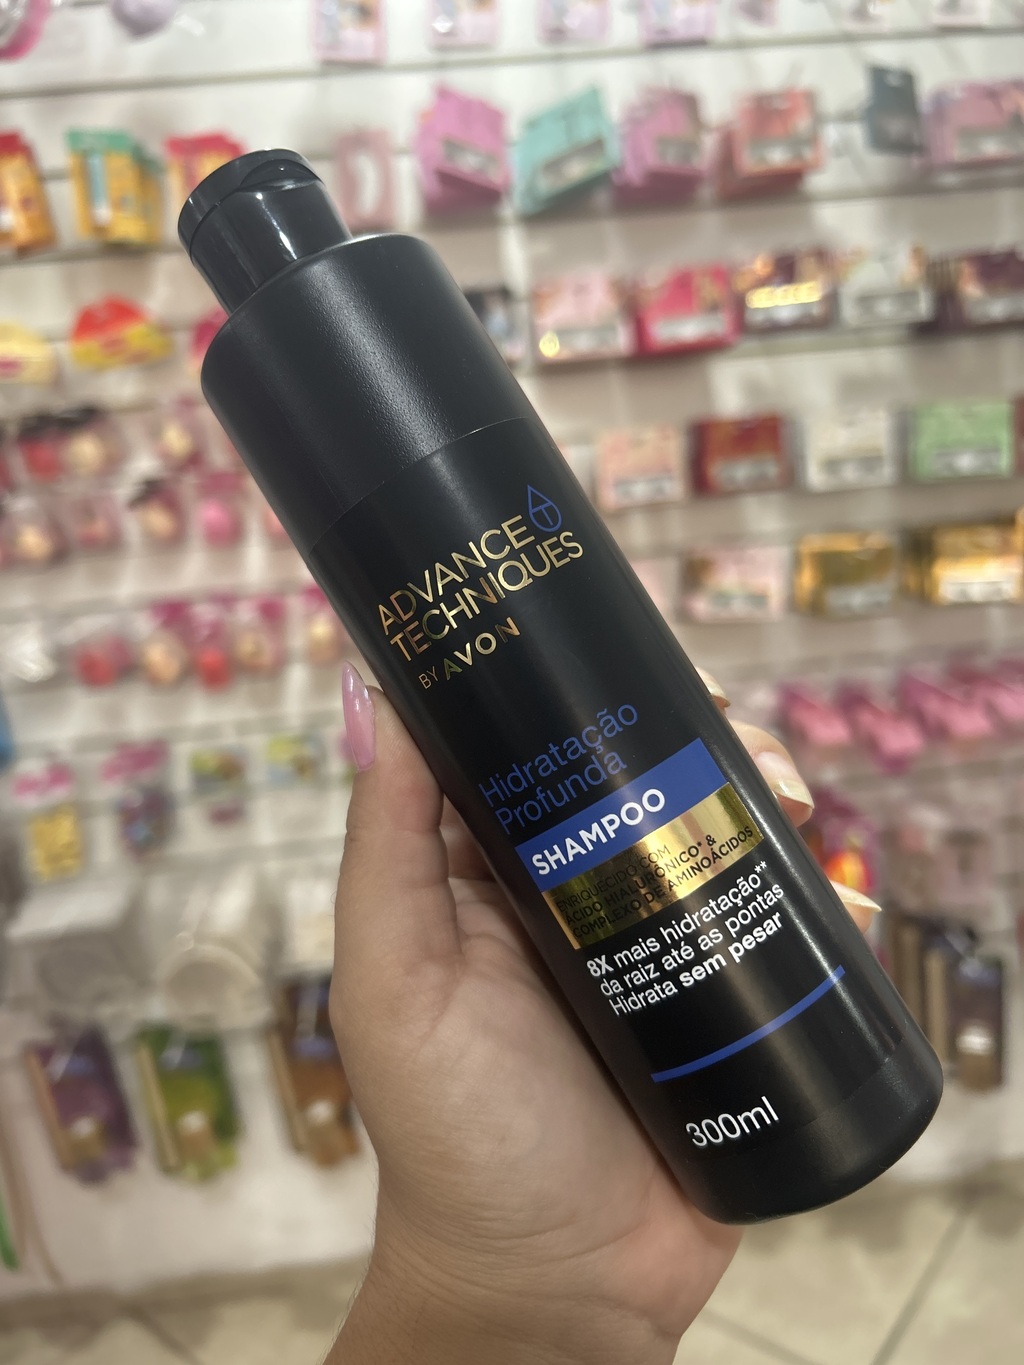 ADVANCE
TECHNIQUES
BY AVON
Hidratação
Profunda
SHAMPOO
ENRIQUECIDO COM
ÁCIDO HIALURÔNICO* &
COMPLEXO DE AMINOÁCIDOS
8X mais hidratação**
da raiz até as pontas
Hidrata sem pesar
300ml